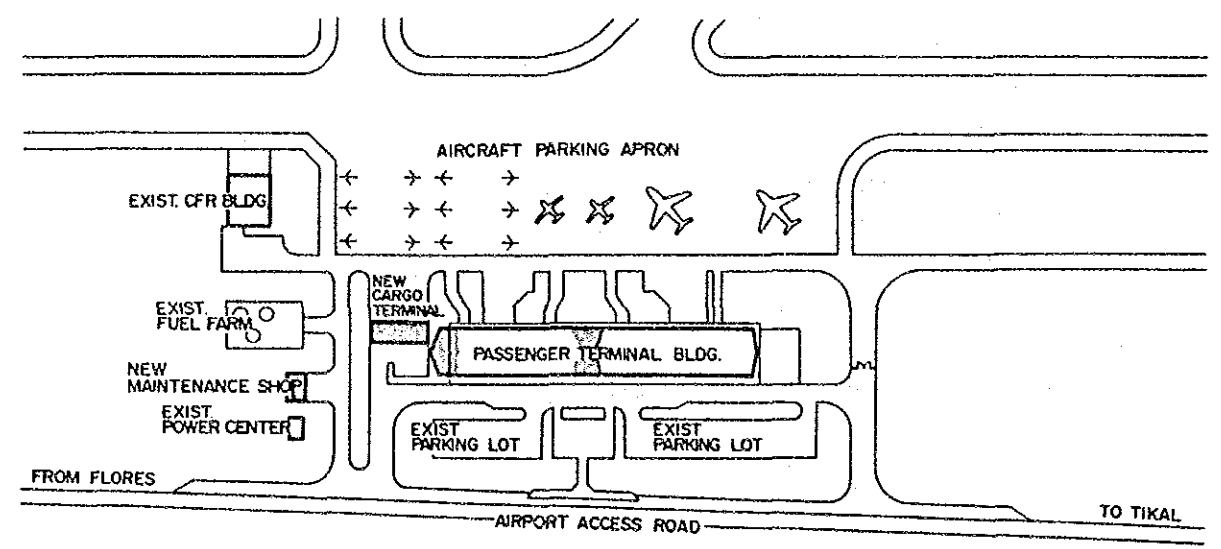 AIRCRAFT PARKING APRON
EXIST. CFR BLDG.
NEW
CARGO
TERMINAL
EXIST.
FUEL FARM
PASSENGER TERMINAL BLDG.
NEW
MAINTENANCE SHOP
EXIST.
POWER CENTER
EXIST
PARKING LOT
EXIST
PARKING LOT
FROM FLORES
TO TIKAL
AIRPORT ACCESS ROAD